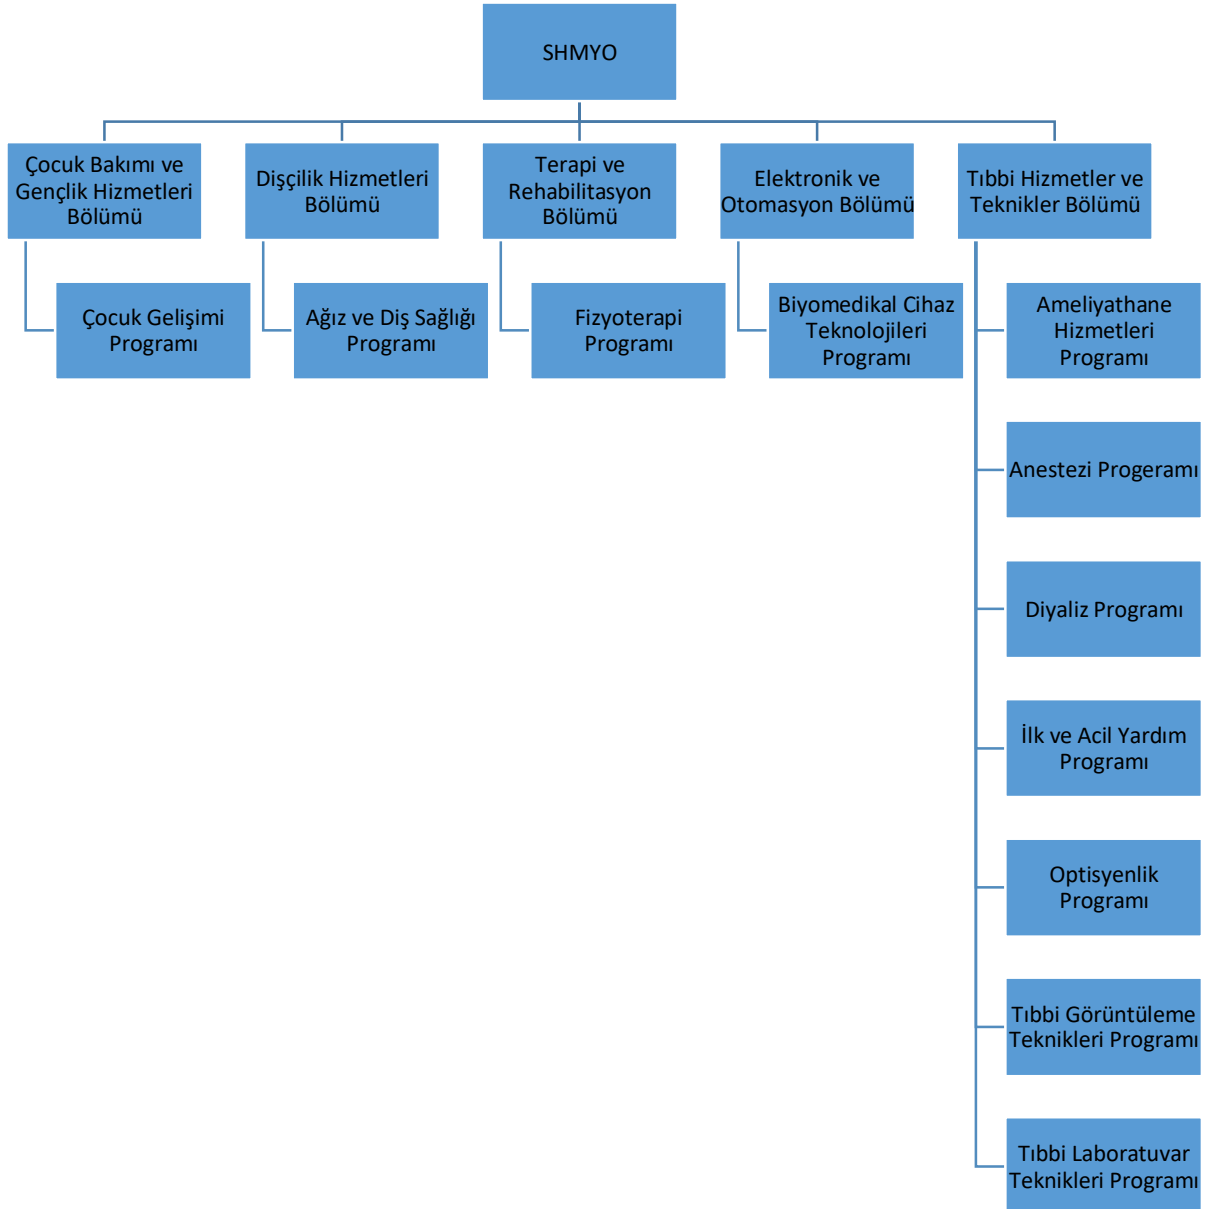 SHMYO
Çocuk Bakımı ve
Gençlik Hizmetleri
Bölümü
Dişçilik Hizmetleri
Bölümü
Terapi ve
Rehabilitasyon
Bölümü
Elektronik ve
Otomasyon Bölümü
Tıbbi Hizmetler ve
Teknikler Bölümü
Çocuk Gelişimi
Programı
Ağız ve Diş Sağlığı
Programı
Fizyoterapi
Programı
Biyomedikal Cihaz
Teknolojileri
Programı
Ameliyathane
Hizmetleri
Programı
Anestezi Progeramı
Diyaliz Programı
İlk ve Acil Yardım
Programı
Optisyenlik
Programı
Tıbbi Görüntüleme
Teknikleri Programı
Tıbbi Laboratuvar
Teknikleri Programı